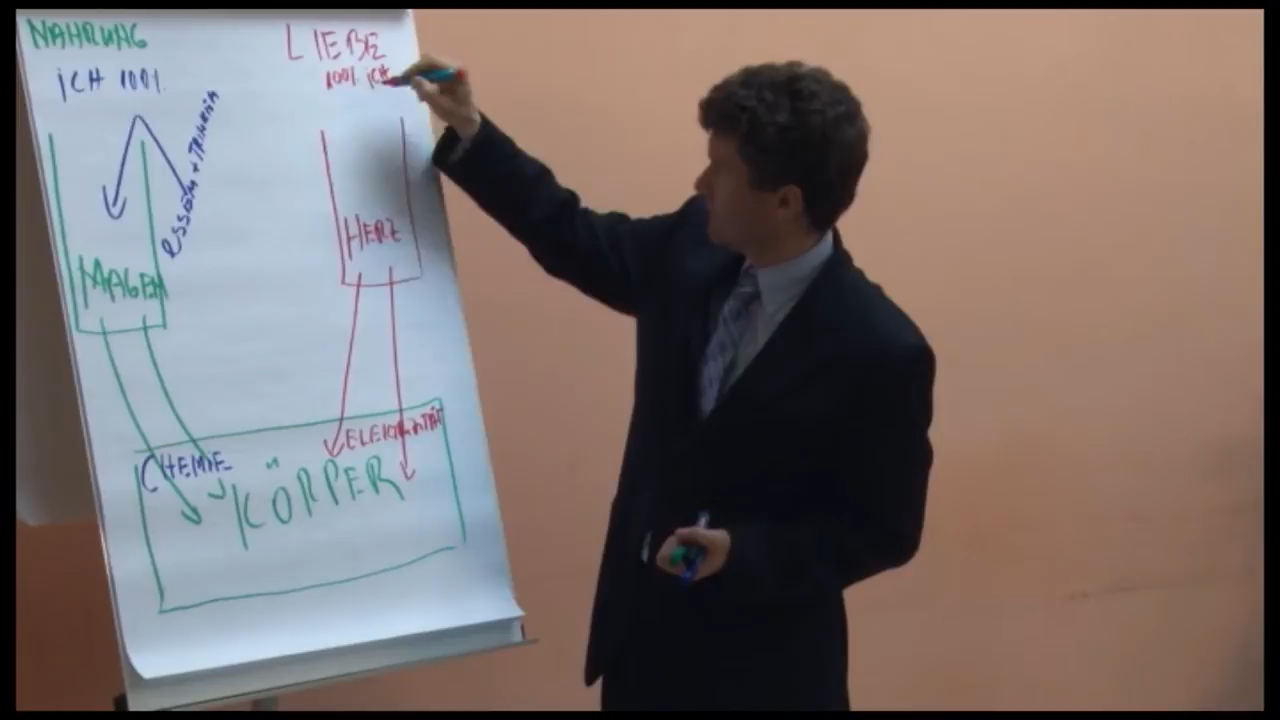 NAHRUNG
ICH 100%
ESSEN + TRINKEN
MAGEN
CHEMIE
LIEBE
100% ICH
HERZ
ELEKTRIZITÄT
KÖRPER